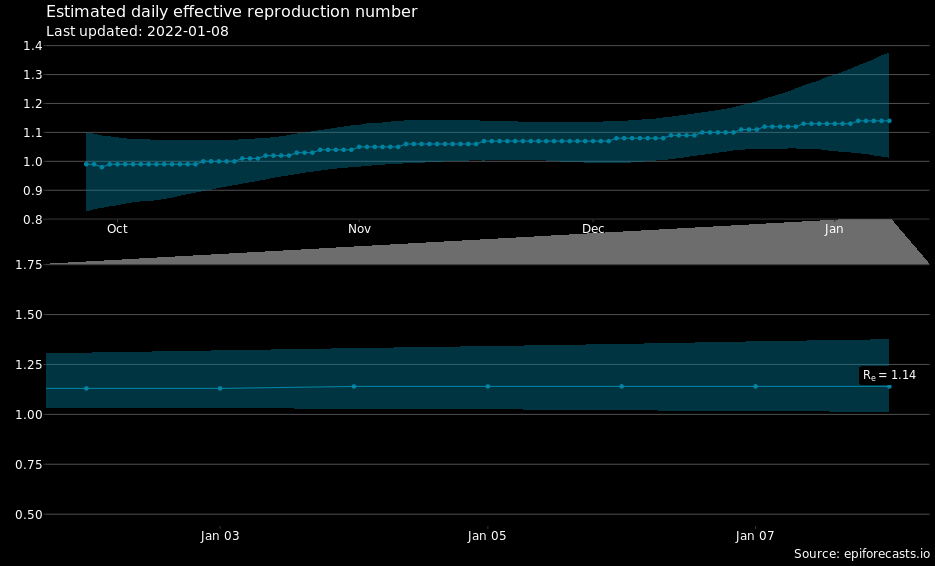 Estimated daily effective reproduction number
Last updated: 2022-01-08
1.4
1.3
1.2
1.1
1.0
0.9
0.8
Oct Nov Dec Jan
1.75
1.50
1.25
1.00
0.75
0.50
Re = 1.14
Jan 03 Jan 05 Jan 07
Source: epiforecasts.io